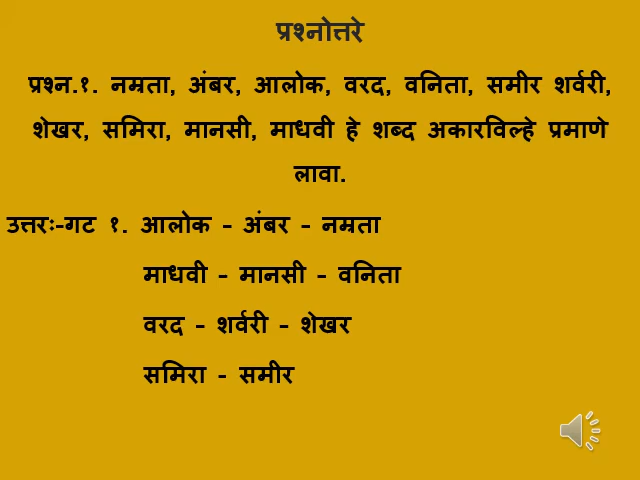 प्रश्नोत्तरे
प्रश्न.१. नम्रता, अंबर, आलोक, वरद, वनिता, समीर शर्वरी,
शेखर, समिरा, मानसी, माधवी हे शब्द अकारविल्हे प्रमाणे
लावा.
उत्तरः-गट १. आलोक - अंबर - नम्रता
माधवी - मानसी - वनिता
वरद - शर्वरी - शेखर
समिरा - समीर